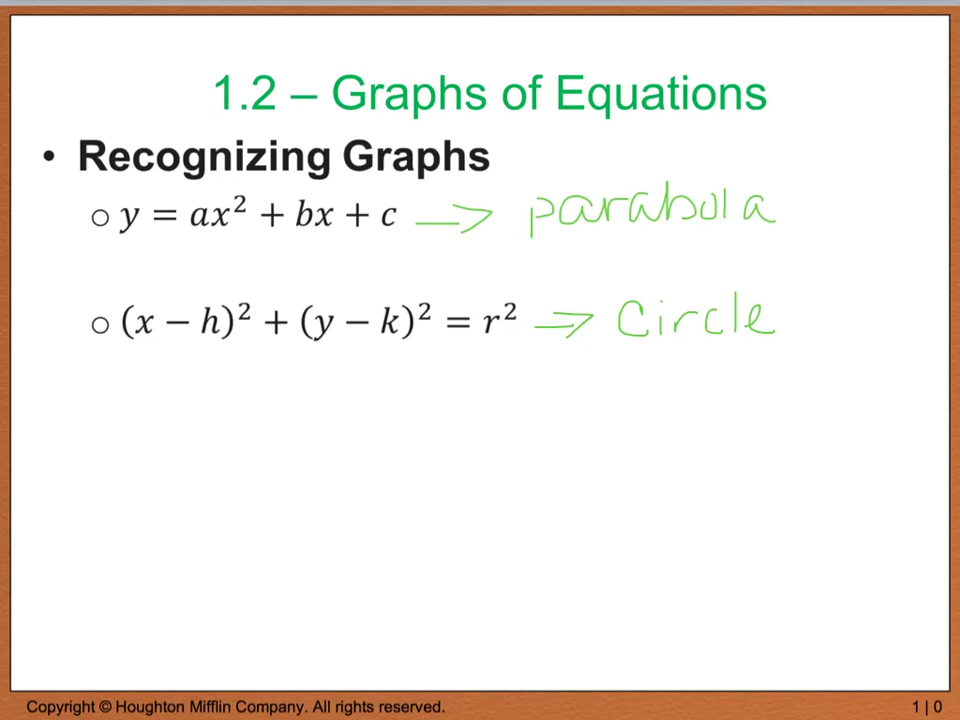 1.2 – Graphs of Equations
• Recognizing Graphs
○ y = ax² + bx + c → parabola
○ (x − h)² + (y − k)² = r² → circle
Copyright © Houghton Mifflin Company. All rights reserved. 1 | 0